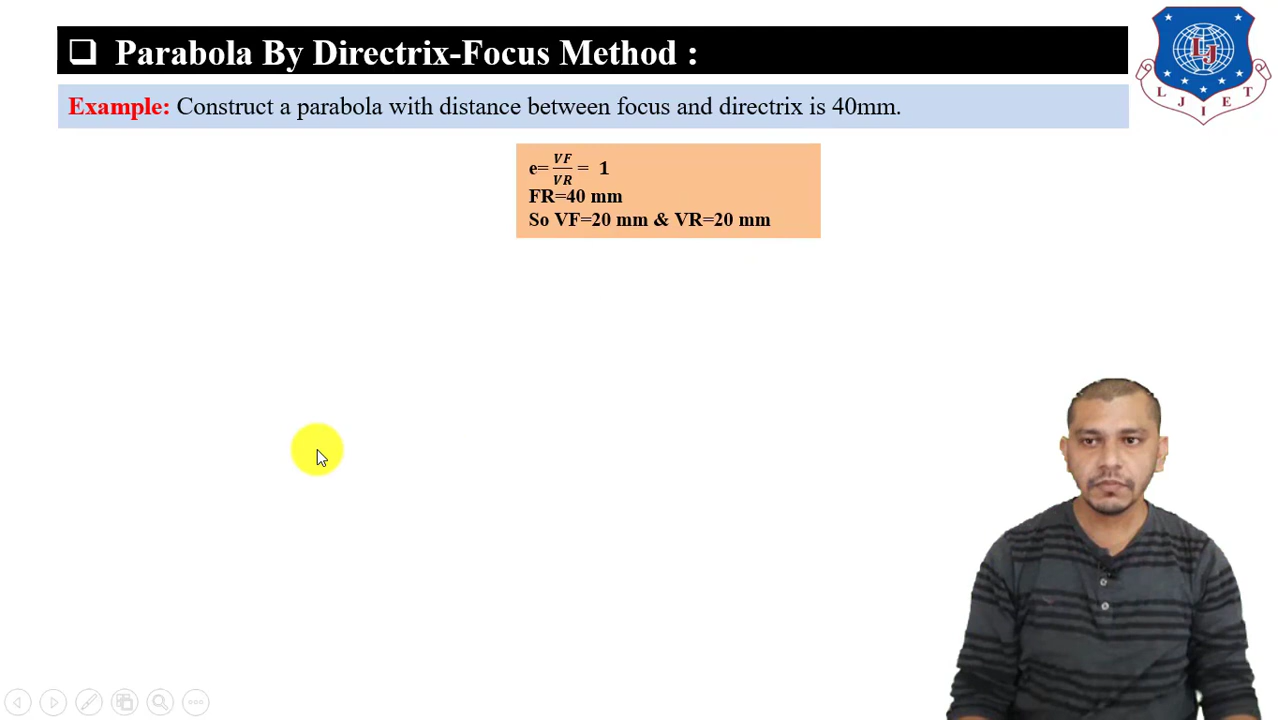 ❑ Parabola By Directrix-Focus Method :
Example: Construct a parabola with distance between focus and directrix is 40mm.
e=VF/VR = 1
FR=40 mm
So VF=20 mm & VR=20 mm
LJ
L J I E T